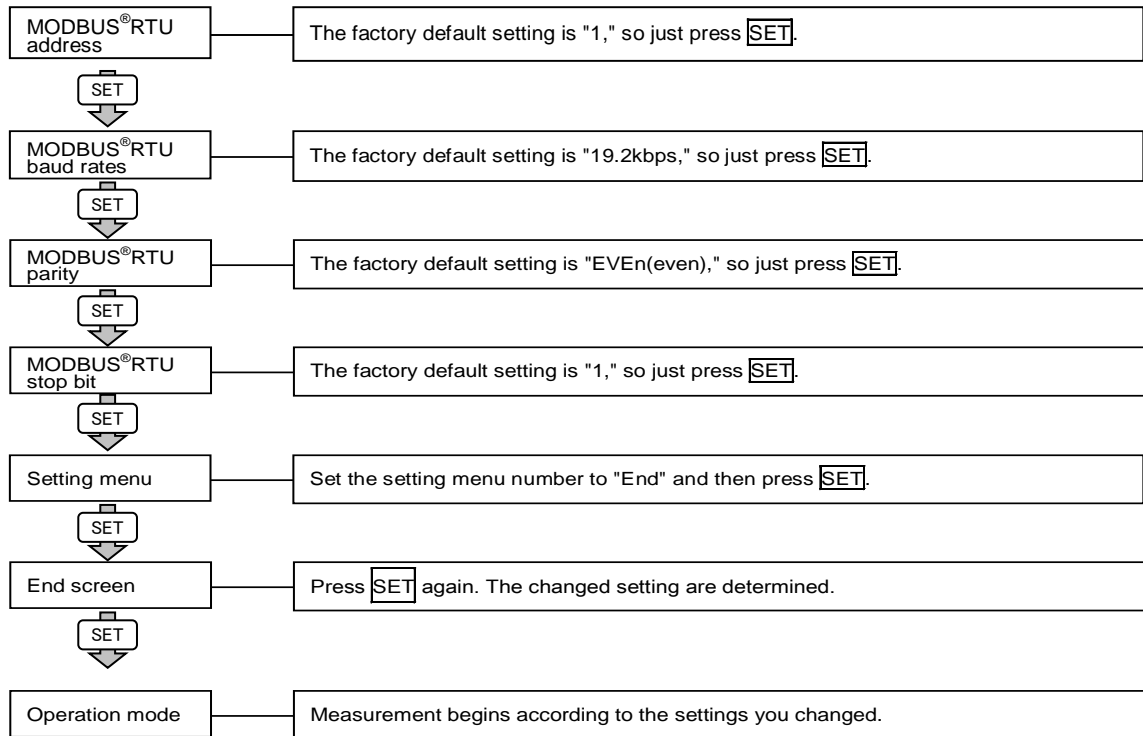 MODBUS®RTU
address
The factory default setting is "1," so just press SET.
SET
MODBUS®RTU
baud rates
The factory default setting is "19.2kbps," so just press SET.
SET
MODBUS®RTU
parity
The factory default setting is "EVEn(even)," so just press SET.
SET
MODBUS®RTU
stop bit
The factory default setting is "1," so just press SET.
SET
Setting menu
Set the setting menu number to "End" and then press SET.
SET
End screen
Press SET again. The changed setting are determined.
SET
Operation mode
Measurement begins according to the settings you changed.